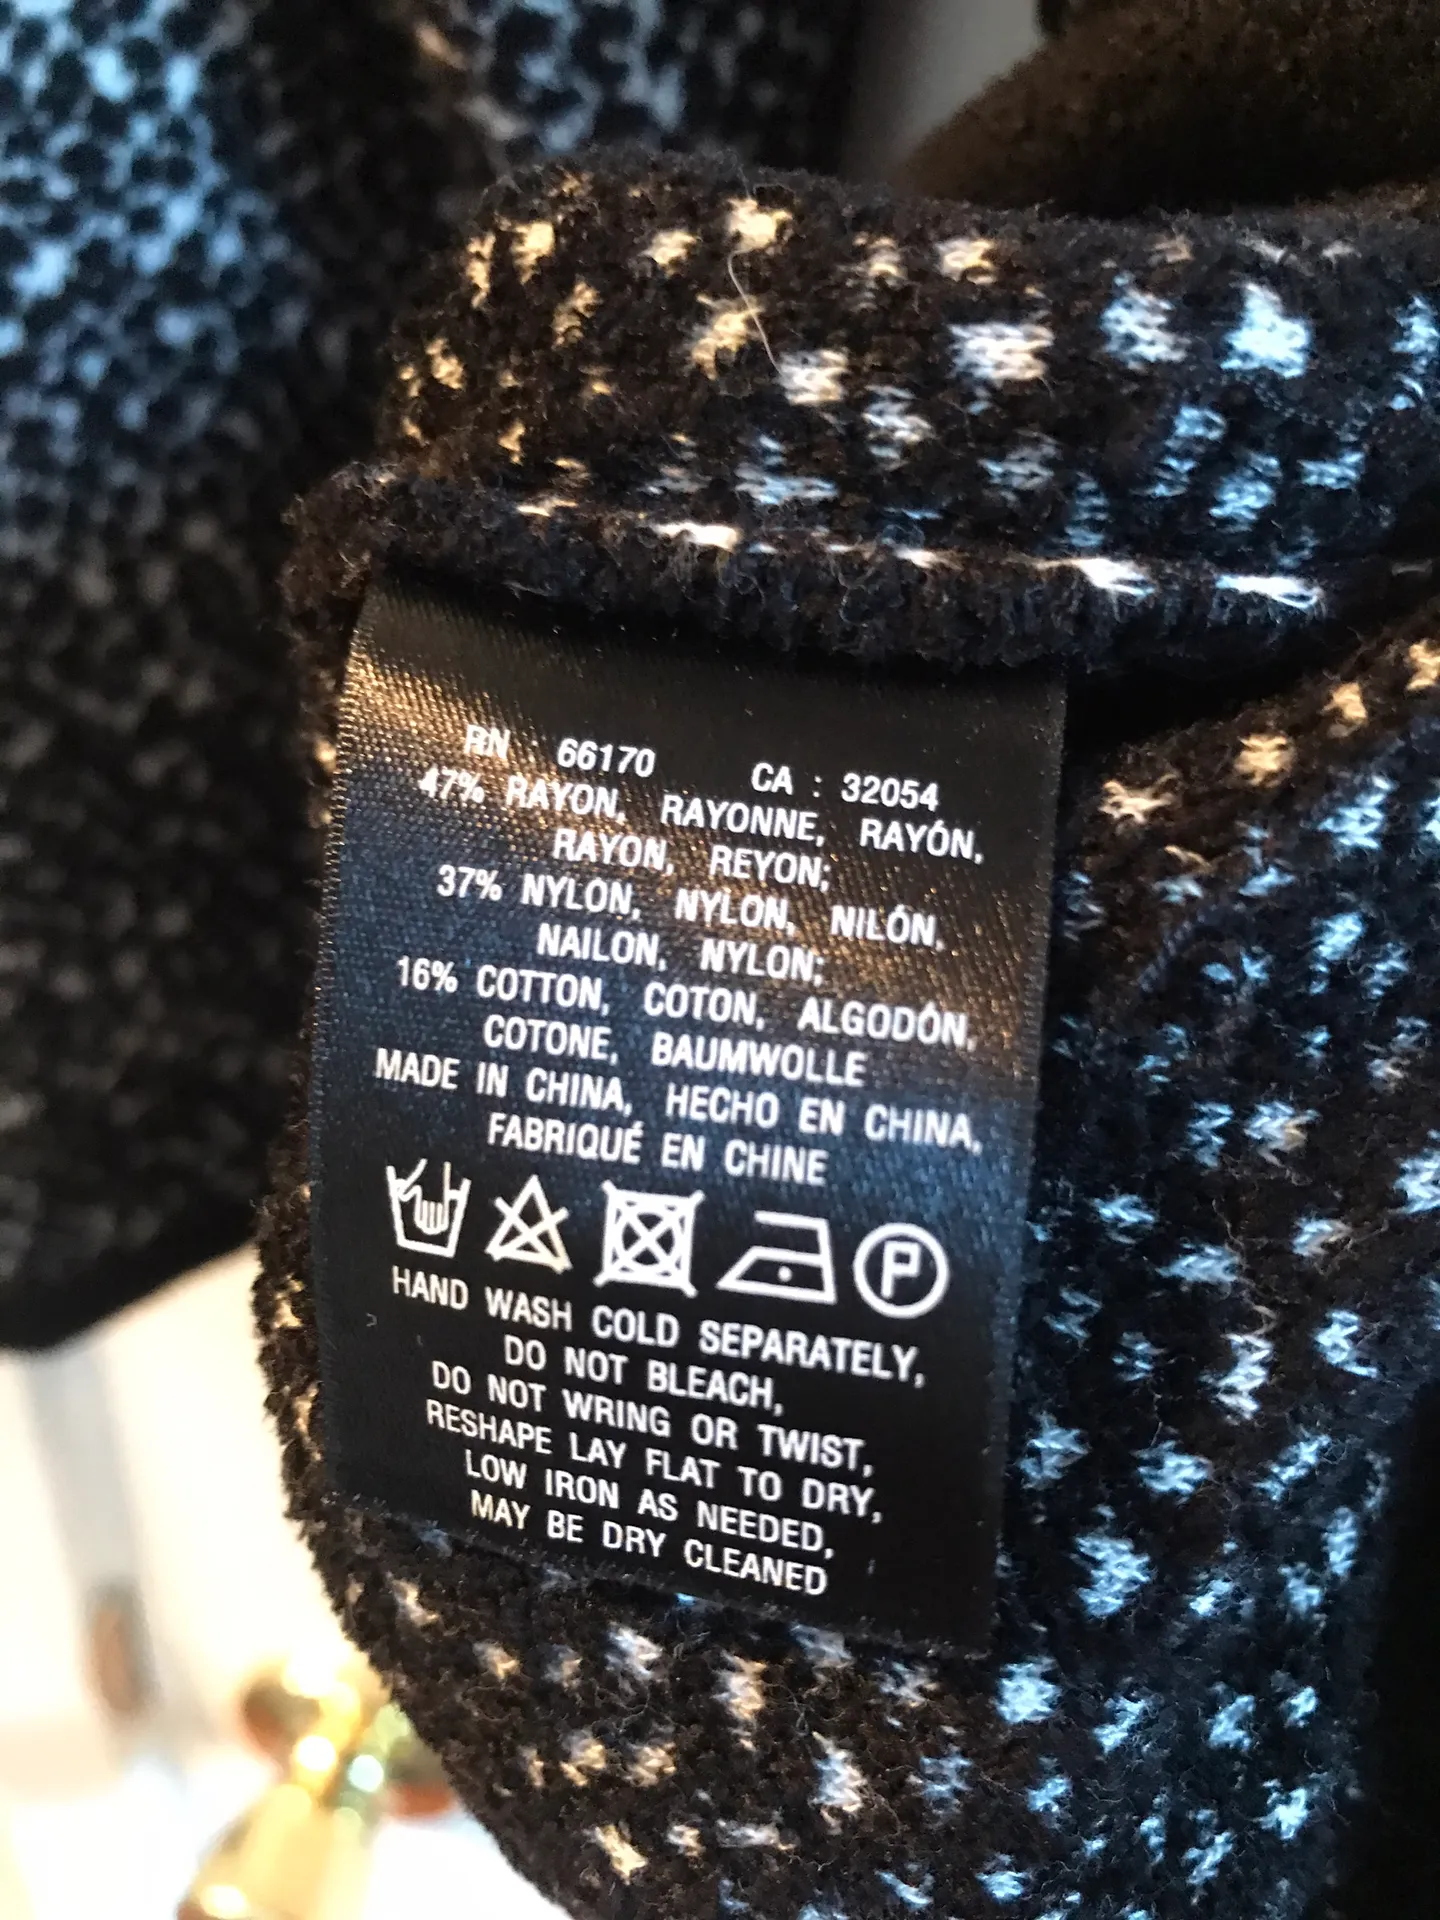 RN : 66170 CA : 32054
47% RAYON, RAYONNE, RAYÓN,
RAYON, REYON;
37% NYLON, NYLON, NILÓN,
NAILON, NYLON;
16% COTTON, COTON, ALGODÓN,
COTONE, BAUMWOLLE
MADE IN CHINA, HECHO EN CHINA,
FABRIQUÉ EN CHINE
P
HAND WASH COLD SEPARATELY,
DO NOT BLEACH,
DO NOT WRING OR TWIST,
RESHAPE LAY FLAT TO DRY,
LOW IRON AS NEEDED,
MAY BE DRY CLEANED